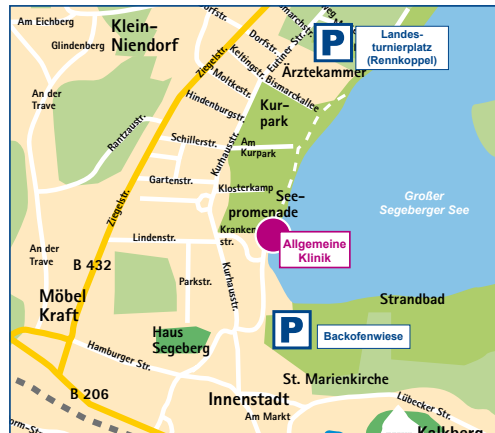 Am Eichberg
Klein-
Niendorf
Glindenberg
An der
Trave
Rantzaustr.
Ziegelstr.
Dorfstr.
Kelbingstr.
Eutiner Str.
Bismarckallee
P
Landes-
turnierplatz
(Rennkoppel)
Ärztekammer
Moltkestr.
Hindenburgstr.
Kur-
park
Schillerstr.
Kurhausstr.
Am
Kurpark
Gartenstr.
Klosterkamp
See-
promenade
Großer
Segeberger See
Ziegelstr.
Lindenstr.
Kranken
str.
Allgemeine
Klinik
An der
Trave
B 432
Parkstr.
Kurhausstr.
Möbel
Kraft
Strandbad
Haus
Segeberg
P
Backofenwiese
Hamburger Str.
B 206
St. Marienkirche
Innenstadt
Am Markt
Lübecker Str.
Kalkberg